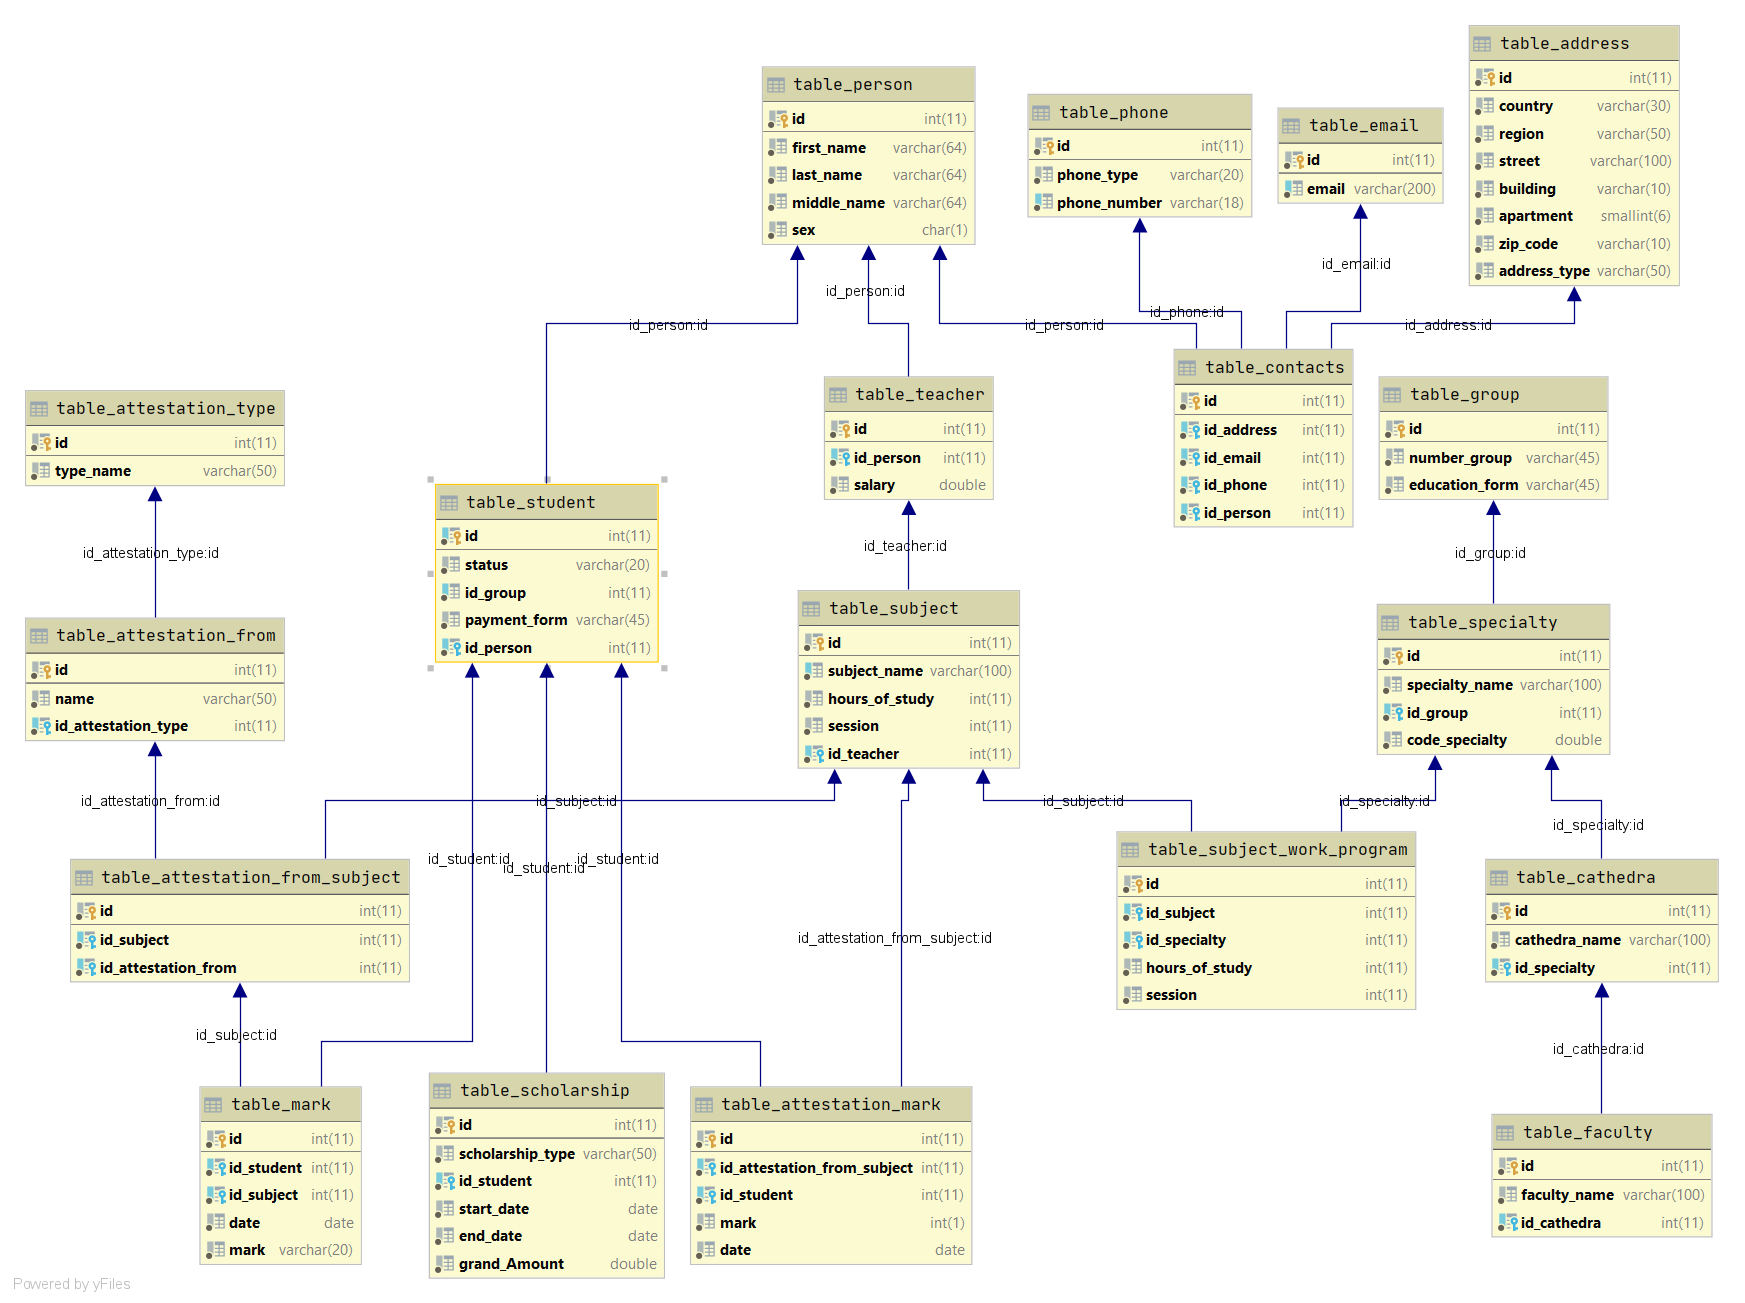 table_address
id int(11)
country varchar(30)
region varchar(50)
street varchar(100)
building varchar(10)
apartment smallint(6)
zip_code varchar(10)
address_type varchar(50)
table_person
id int(11)
first_name varchar(64)
last_name varchar(64)
middle_name varchar(64)
sex char(1)
table_phone
id int(11)
phone_type varchar(20)
phone_number varchar(18)
table_email
id int(11)
email varchar(200)
id_person:id
id_person:id
id_person:id
id_phone:id
id_email:id
id_address:id
table_attestation_type
id int(11)
type_name varchar(50)
table_student
id int(11)
status varchar(20)
id_group int(11)
payment_form varchar(45)
id_person int(11)
table_teacher
id int(11)
id_person int(11)
salary double
table_contacts
id int(11)
id_address int(11)
id_email int(11)
id_phone int(11)
id_person int(11)
table_group
id int(11)
number_group varchar(45)
education_form varchar(45)
id_attestation_type:id
id_teacher:id
id_group:id
table_attestation_from
id int(11)
name varchar(50)
id_attestation_type int(11)
table_subject
id int(11)
subject_name varchar(100)
hours_of_study int(11)
session int(11)
id_teacher int(11)
table_specialty
id int(11)
specialty_name varchar(100)
id_group int(11)
code_specialty double
id_attestation_from:id
id_subject:id
id_subject:id
id_specialty:id
id_specialty:id
id_student:id
id_student:id
id_student:id
table_attestation_from_subject
id int(11)
id_subject int(11)
id_attestation_from int(11)
id_attestation_from_subject:id
table_subject_work_program
id int(11)
id_subject int(11)
id_specialty int(11)
hours_of_study int(11)
session int(11)
table_cathedra
id int(11)
cathedra_name varchar(100)
id_specialty int(11)
id_subject:id
id_cathedra:id
table_mark
id int(11)
id_student int(11)
id_subject int(11)
date date
mark varchar(20)
table_scholarship
id int(11)
scholarship_type varchar(50)
id_student int(11)
start_date date
end_date date
grand_Amount double
table_attestation_mark
id int(11)
id_attestation_from_subject int(11)
id_student int(11)
mark int(1)
date date
table_faculty
id int(11)
faculty_name varchar(100)
id_cathedra int(11)
Powered by yFiles